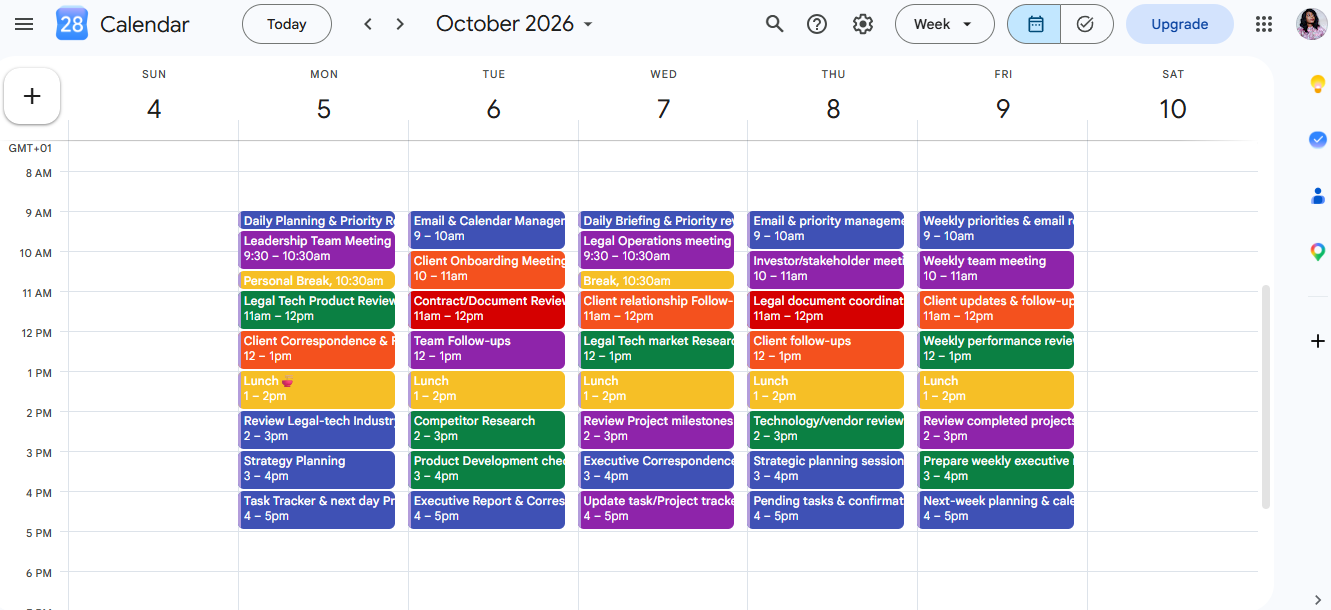 28 Calendar Today October 2026 Week Upgrade
SUN MON TUE WED THU FRI SAT
4 5 6 7 8 9 10
GMT+01
8 AM
9 AM
10 AM
11 AM
12 PM
1 PM
2 PM
3 PM
4 PM
5 PM
6 PM
Daily Planning & Priority R
Leadership Team Meeting
9:30 – 10:30am
Personal Break, 10:30am
Legal Tech Product Review
11am – 12pm
Client Correspondence &
12 – 1pm
Lunch
1 – 2pm
Review Legal-tech Industr
2 – 3pm
Strategy Planning
3 – 4pm
Task Tracker & next day Pr
4 – 5pm
Email & Calendar Manager
9 – 10am
Client Onboarding Meeting
10 – 11am
Contract/Document Review
11am – 12pm
Team Follow-ups
12 – 1pm
Lunch
1 – 2pm
Competitor Research
2 – 3pm
Product Development che
3 – 4pm
Executive Report & Corres
4 – 5pm
Daily Briefing & Priority rev
Legal Operations meeting
9:30 – 10:30am
Break, 10:30am
Client relationship Follow-
11am – 12pm
Legal Tech market Researc
12 – 1pm
Lunch
1 – 2pm
Review Project milestones
2 – 3pm
Executive Correspondence
3 – 4pm
Update task/Project tracke
4 – 5pm
Email & priority manageme
9 – 10am
Investor/stakeholder meeti
10 – 11am
Legal document coordinat
11am – 12pm
Client follow-ups
12 – 1pm
Lunch
1 – 2pm
Technology/vendor review
2 – 3pm
Strategic planning session
3 – 4pm
Pending tasks & confirmat
4 – 5pm
Weekly priorities & email r
9 – 10am
Weekly team meeting
10 – 11am
Client updates & follow-up
11am – 12pm
Weekly performance revie
12 – 1pm
Lunch
1 – 2pm
Review completed projects
2 – 3pm
Prepare weekly executive
3 – 4pm
Next-week planning & cale
4 – 5pm